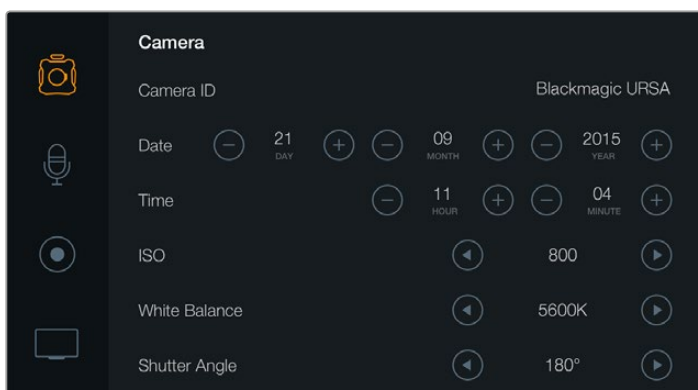 Camera
Camera ID Blackmagic URSA
Date 21 09 2015
DAY MONTH YEAR
Time 11 04
HOUR MINUTE
ISO 800
White Balance 5600K
Shutter Angle 180°